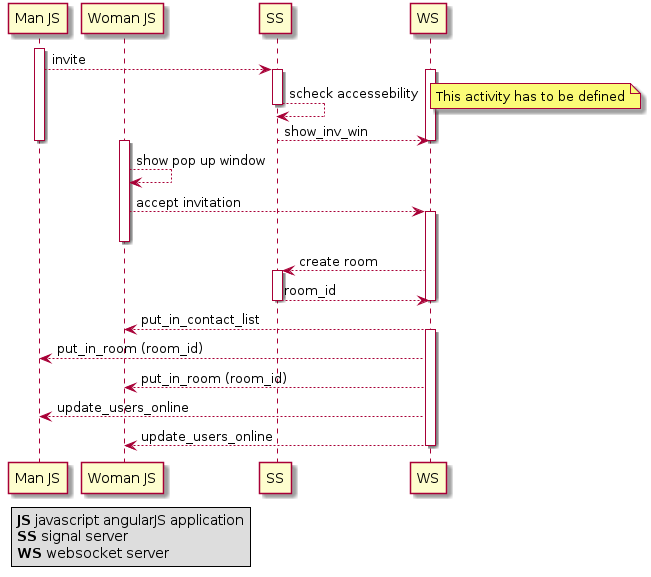 Man JS Woman JS SS WS
invite
scheck accessebility
This activity has to be defined
show_inv_win
show pop up window
accept invitation
create room
room_id
put_in_contact_list
put_in_room (room_id)
put_in_room (room_id)
update_users_online
update_users_online
Man JS Woman JS SS WS
JS javascript angularJS application
SS signal server
WS websocket server